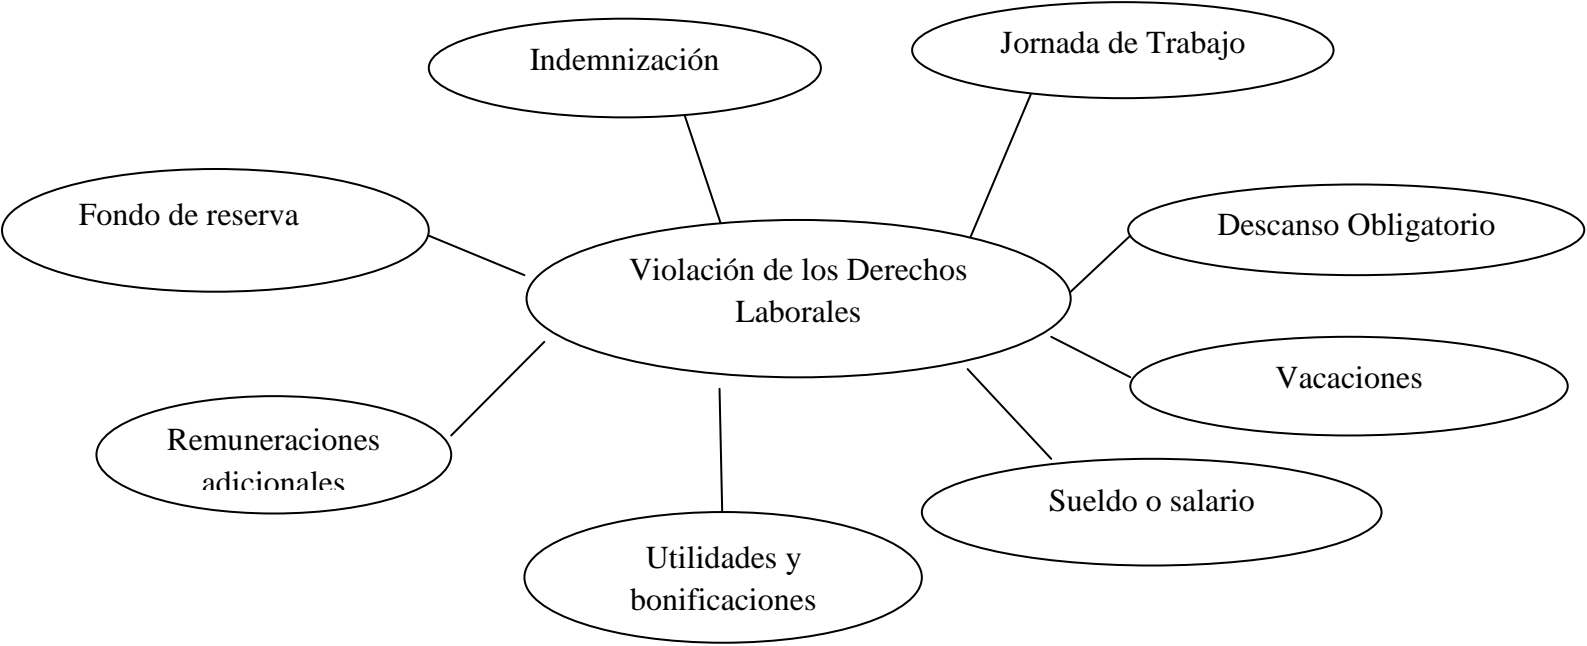 Indemnización
Jornada de Trabajo
Fondo de reserva
Descanso Obligatorio
Violación de los Derechos
Laborales
Vacaciones
Remuneraciones
adicionales
Sueldo o salario
Utilidades y
bonificaciones